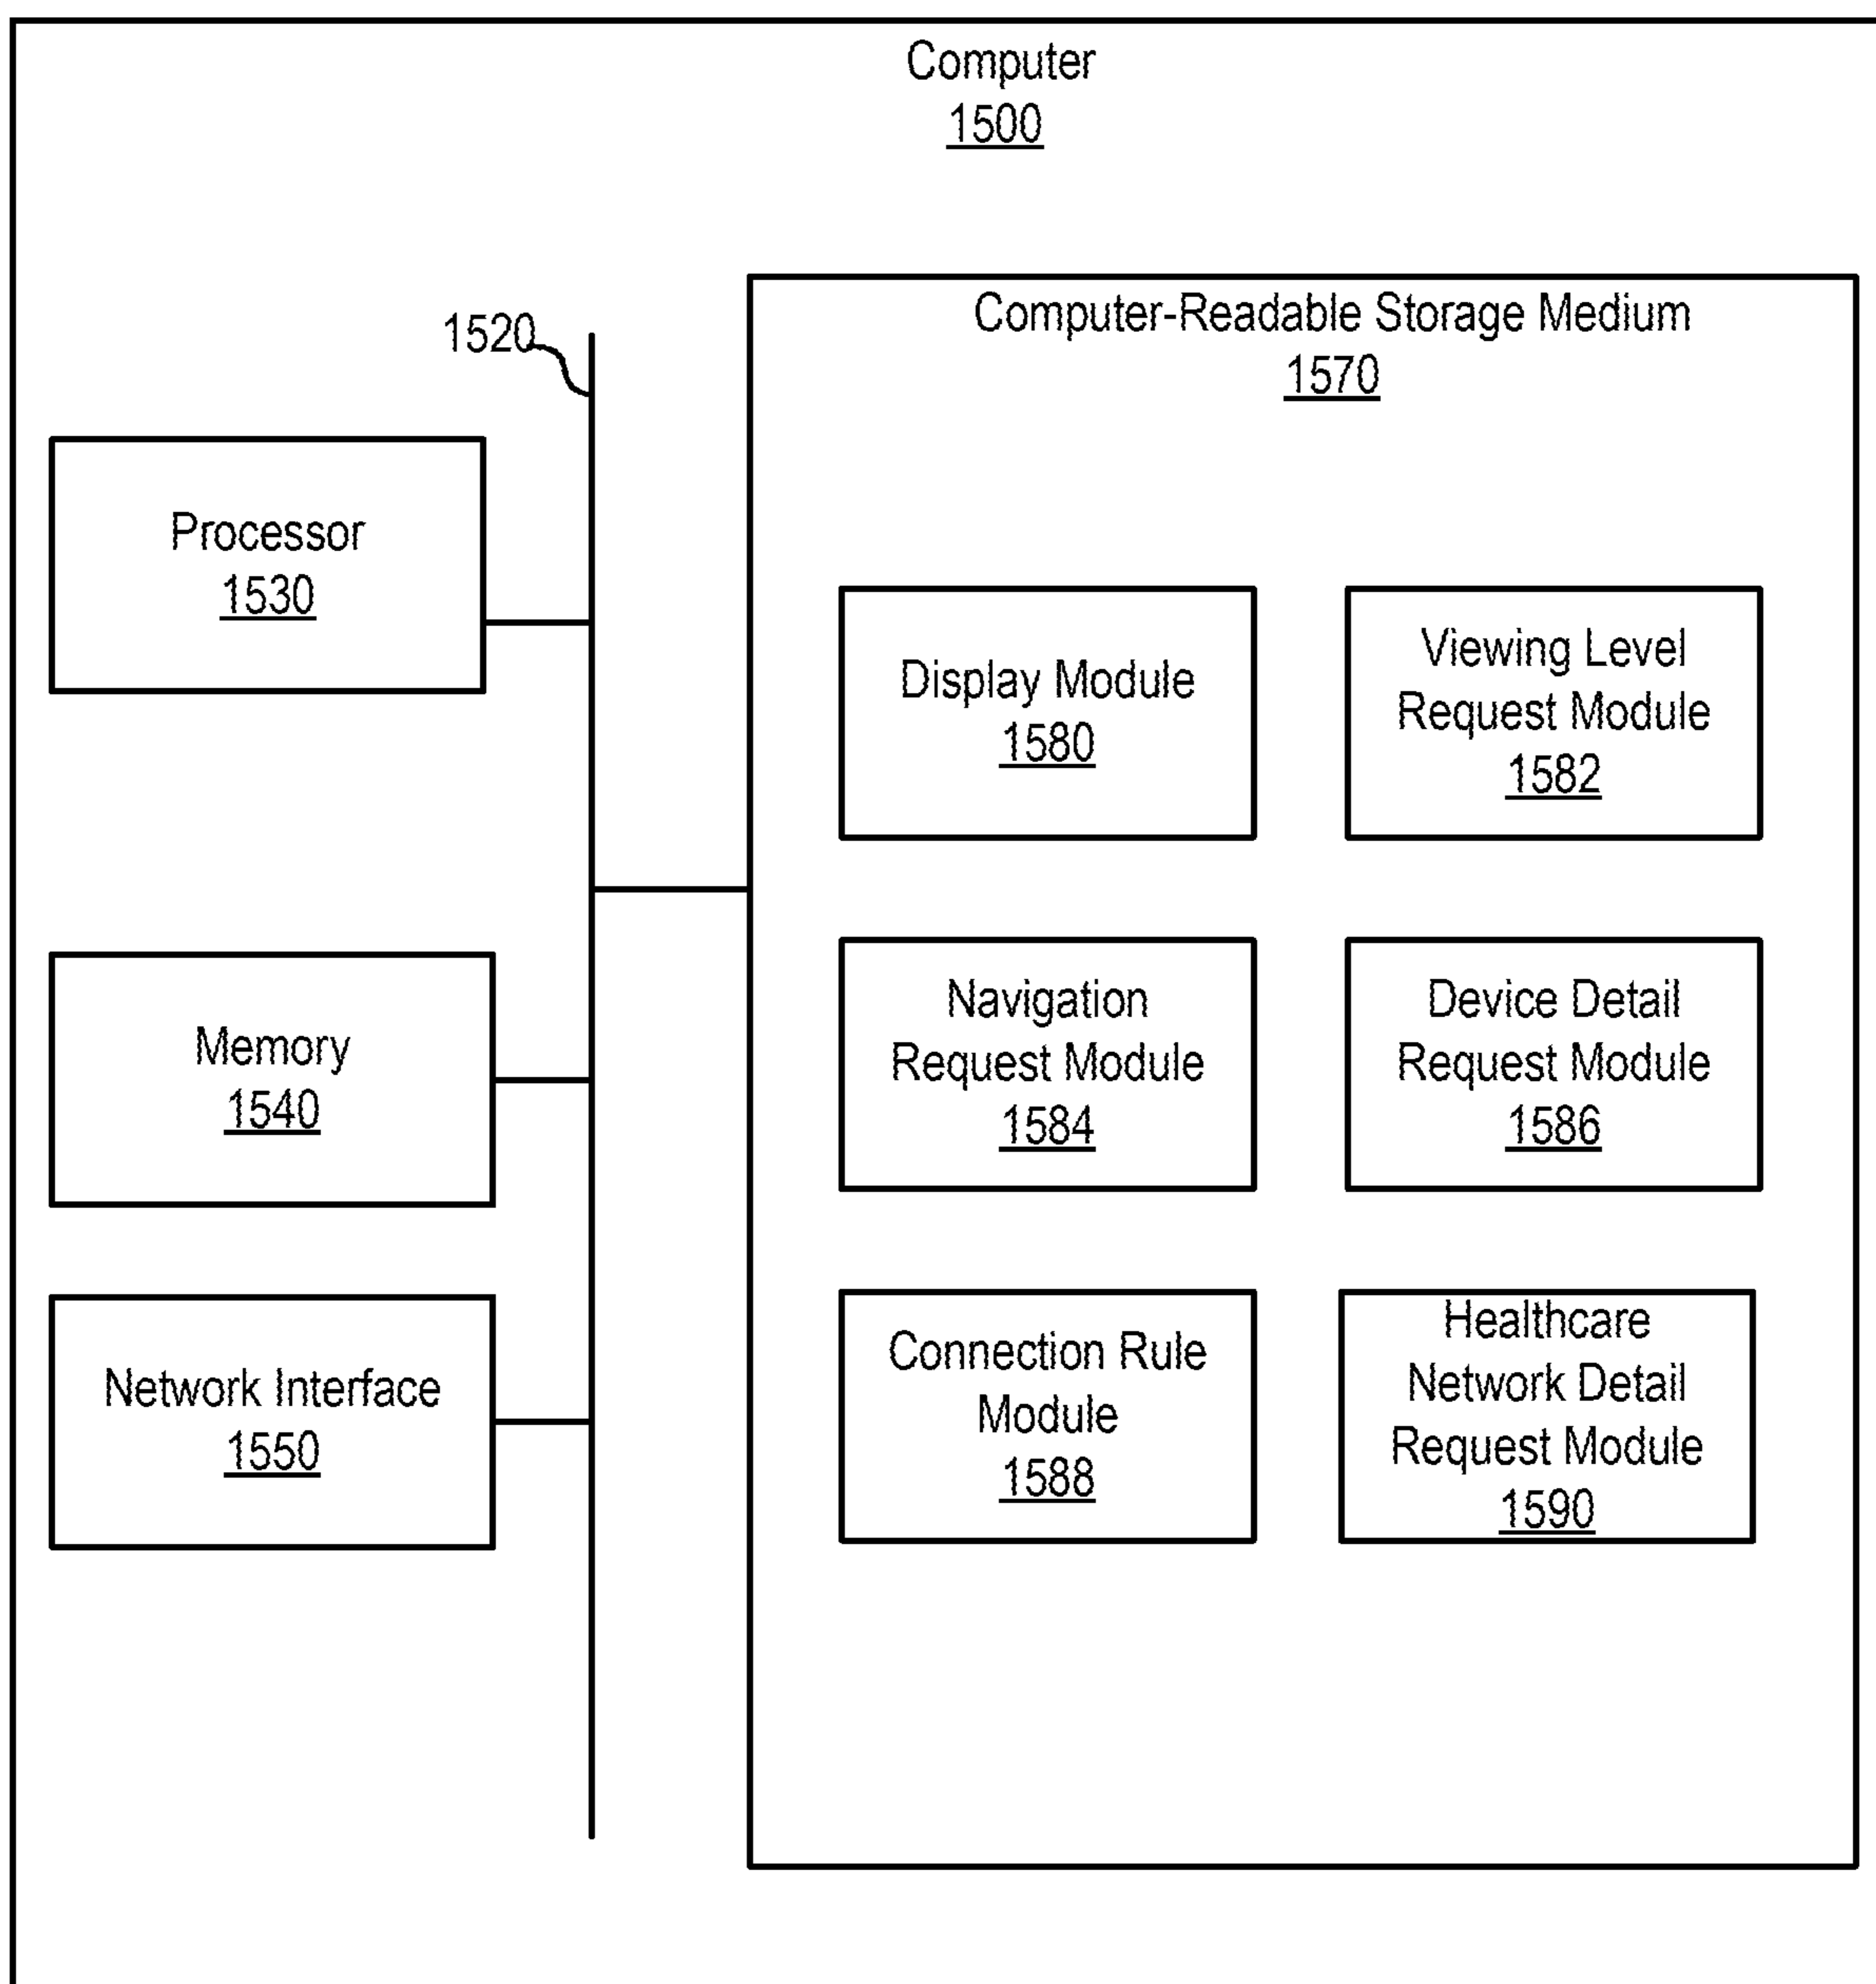 Computer
1500
1520
Computer-Readable Storage Medium
1570
Processor
1530
Memory
1540
Network Interface
1550
Display Module
1580
Viewing Level
Request Module
1582
Navigation
Request Module
1584
Device Detail
Request Module
1586
Connection Rule
Module
1588
Healthcare
Network Detail
Request Module
1590